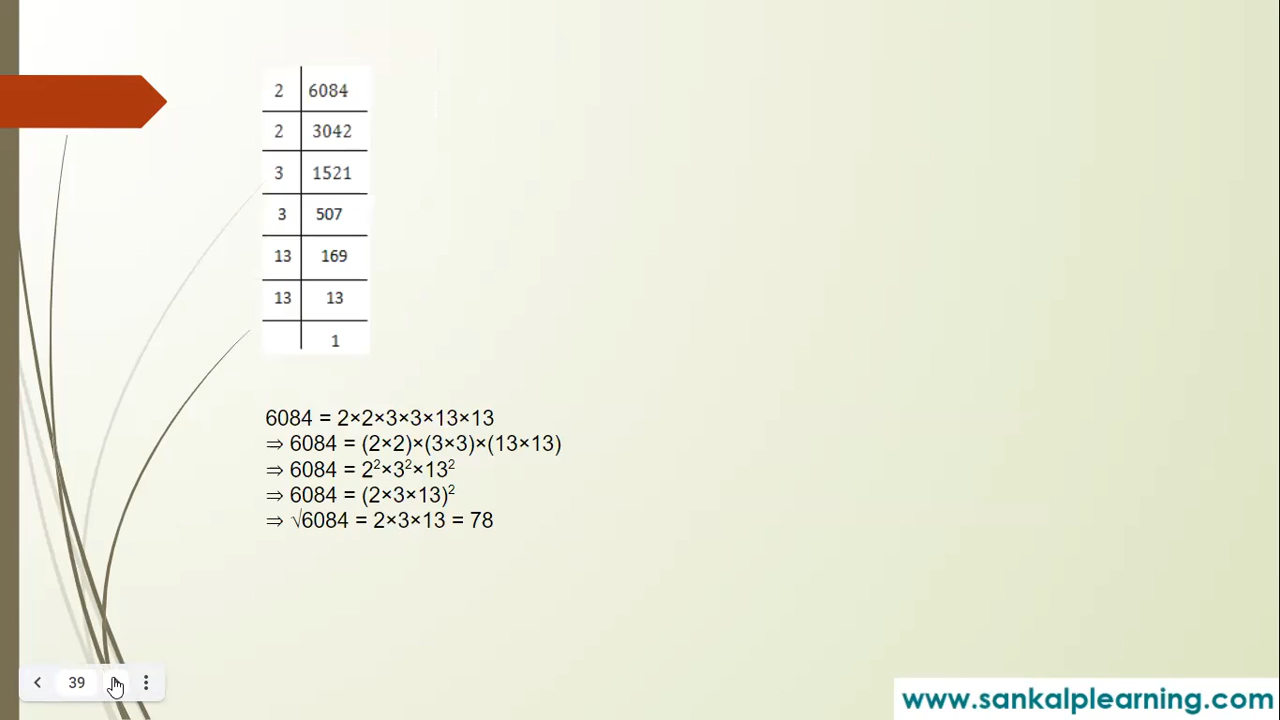 2 6084
2 3042
3 1521
3 507
13 169
13 13
1
6084 = 2×2×3×3×13×13
⇒ 6084 = (2×2)×(3×3)×(13×13)
⇒ 6084 = 2²×3²×13²
⇒ 6084 = (2×3×13)²
⇒ √6084 = 2×3×13 = 78
39
www.sankalplearning.com